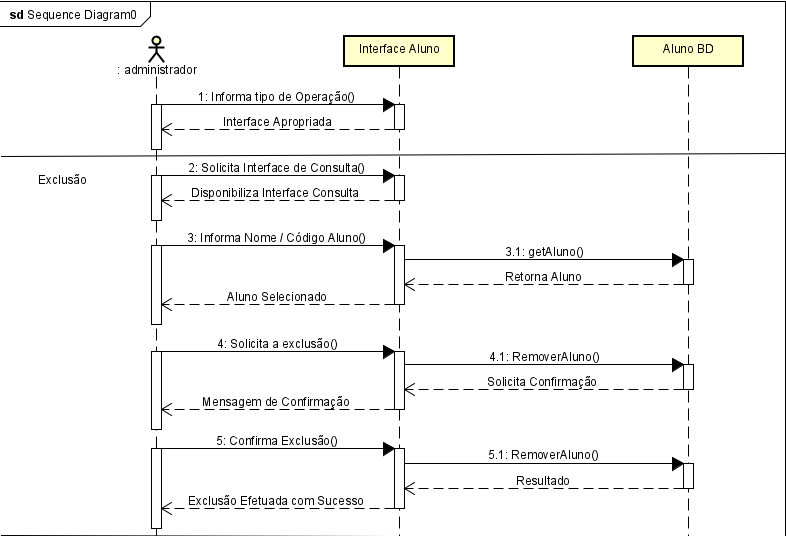 sd Sequence Diagram0
Interface Aluno
Aluno BD
: administrador
1: Informa tipo de Operação()
Interface Apropriada
Exclusão
2: Solicita Interface de Consulta()
Disponibiliza Interface Consulta
3: Informa Nome / Código Aluno()
3.1: getAluno()
Retorna Aluno
Aluno Selecionado
4: Solicita a exclusão()
4.1: RemoverAluno()
Solicita Confirmação
Mensagem de Confirmação
5: Confirma Exclusão()
5.1: RemoverAluno()
Resultado
Exclusão Efetuada com Sucesso